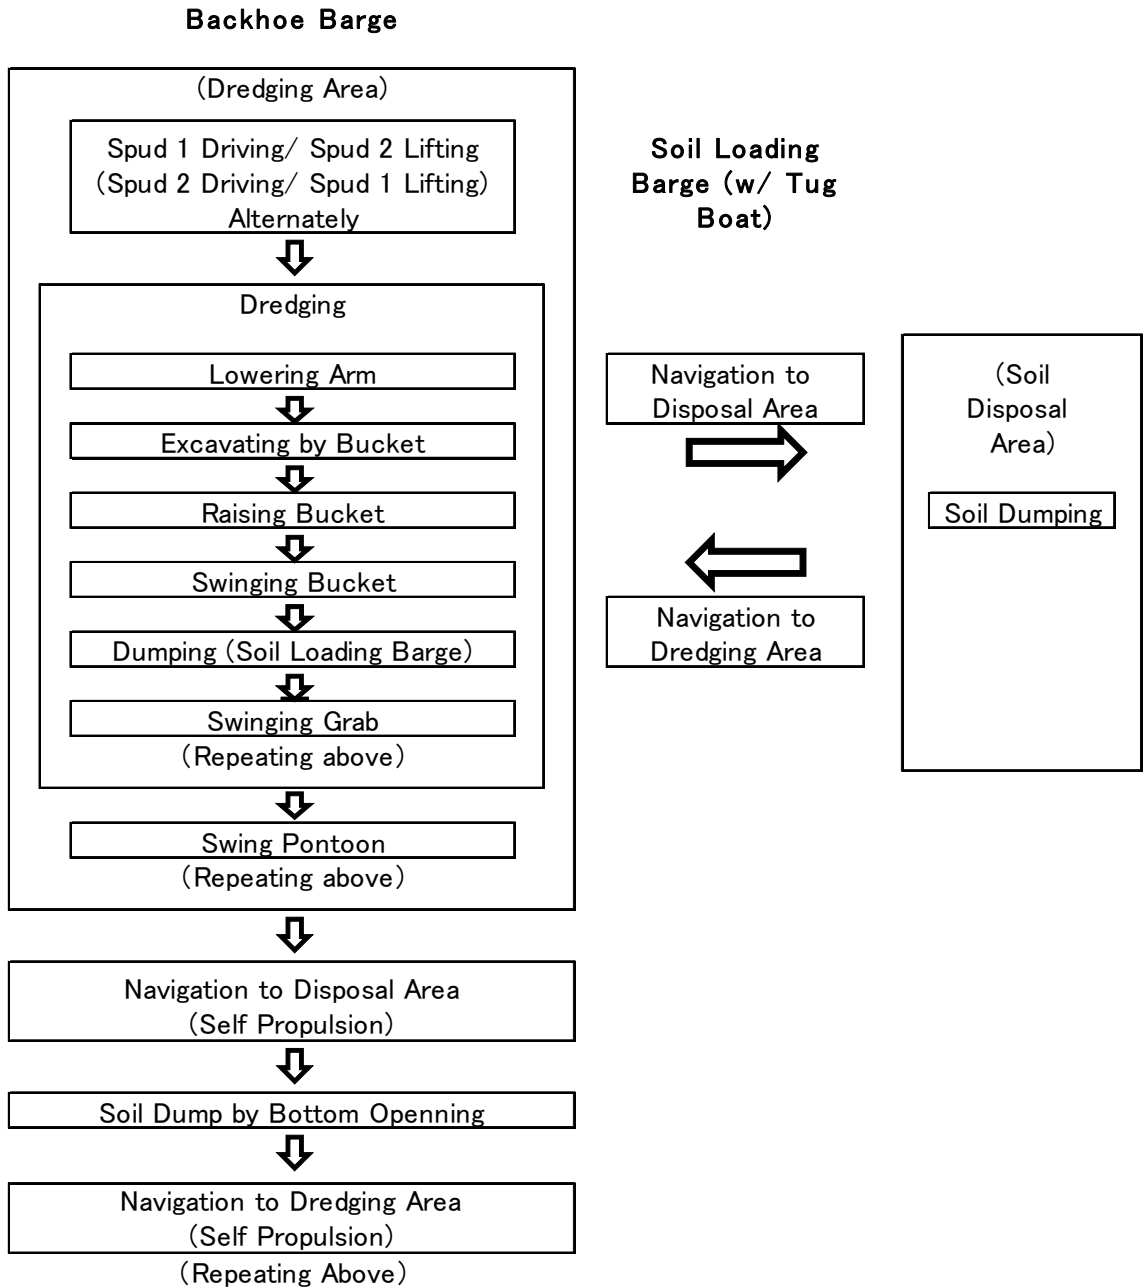 Backhoe Barge
(Dredging Area)
Spud 1 Driving/ Spud 2 Lifting
(Spud 2 Driving/ Spud 1 Lifting)
Alternately
Dredging
Lowering Arm
Excavating by Bucket
Raising Bucket
Swinging Bucket
Dumping (Soil Loading Barge)
Swinging Grab
(Repeating above)
Swing Pontoon
(Repeating above)
Navigation to Disposal Area
(Self Propulsion)
Soil Dump by Bottom Openning
Navigation to Dredging Area
(Self Propulsion)
(Repeating Above)
Soil Loading
Barge (w/ Tug
Boat)
Navigation to
Disposal Area
Navigation to
Dredging Area
(Soil
Disposal
Area)
Soil Dumping